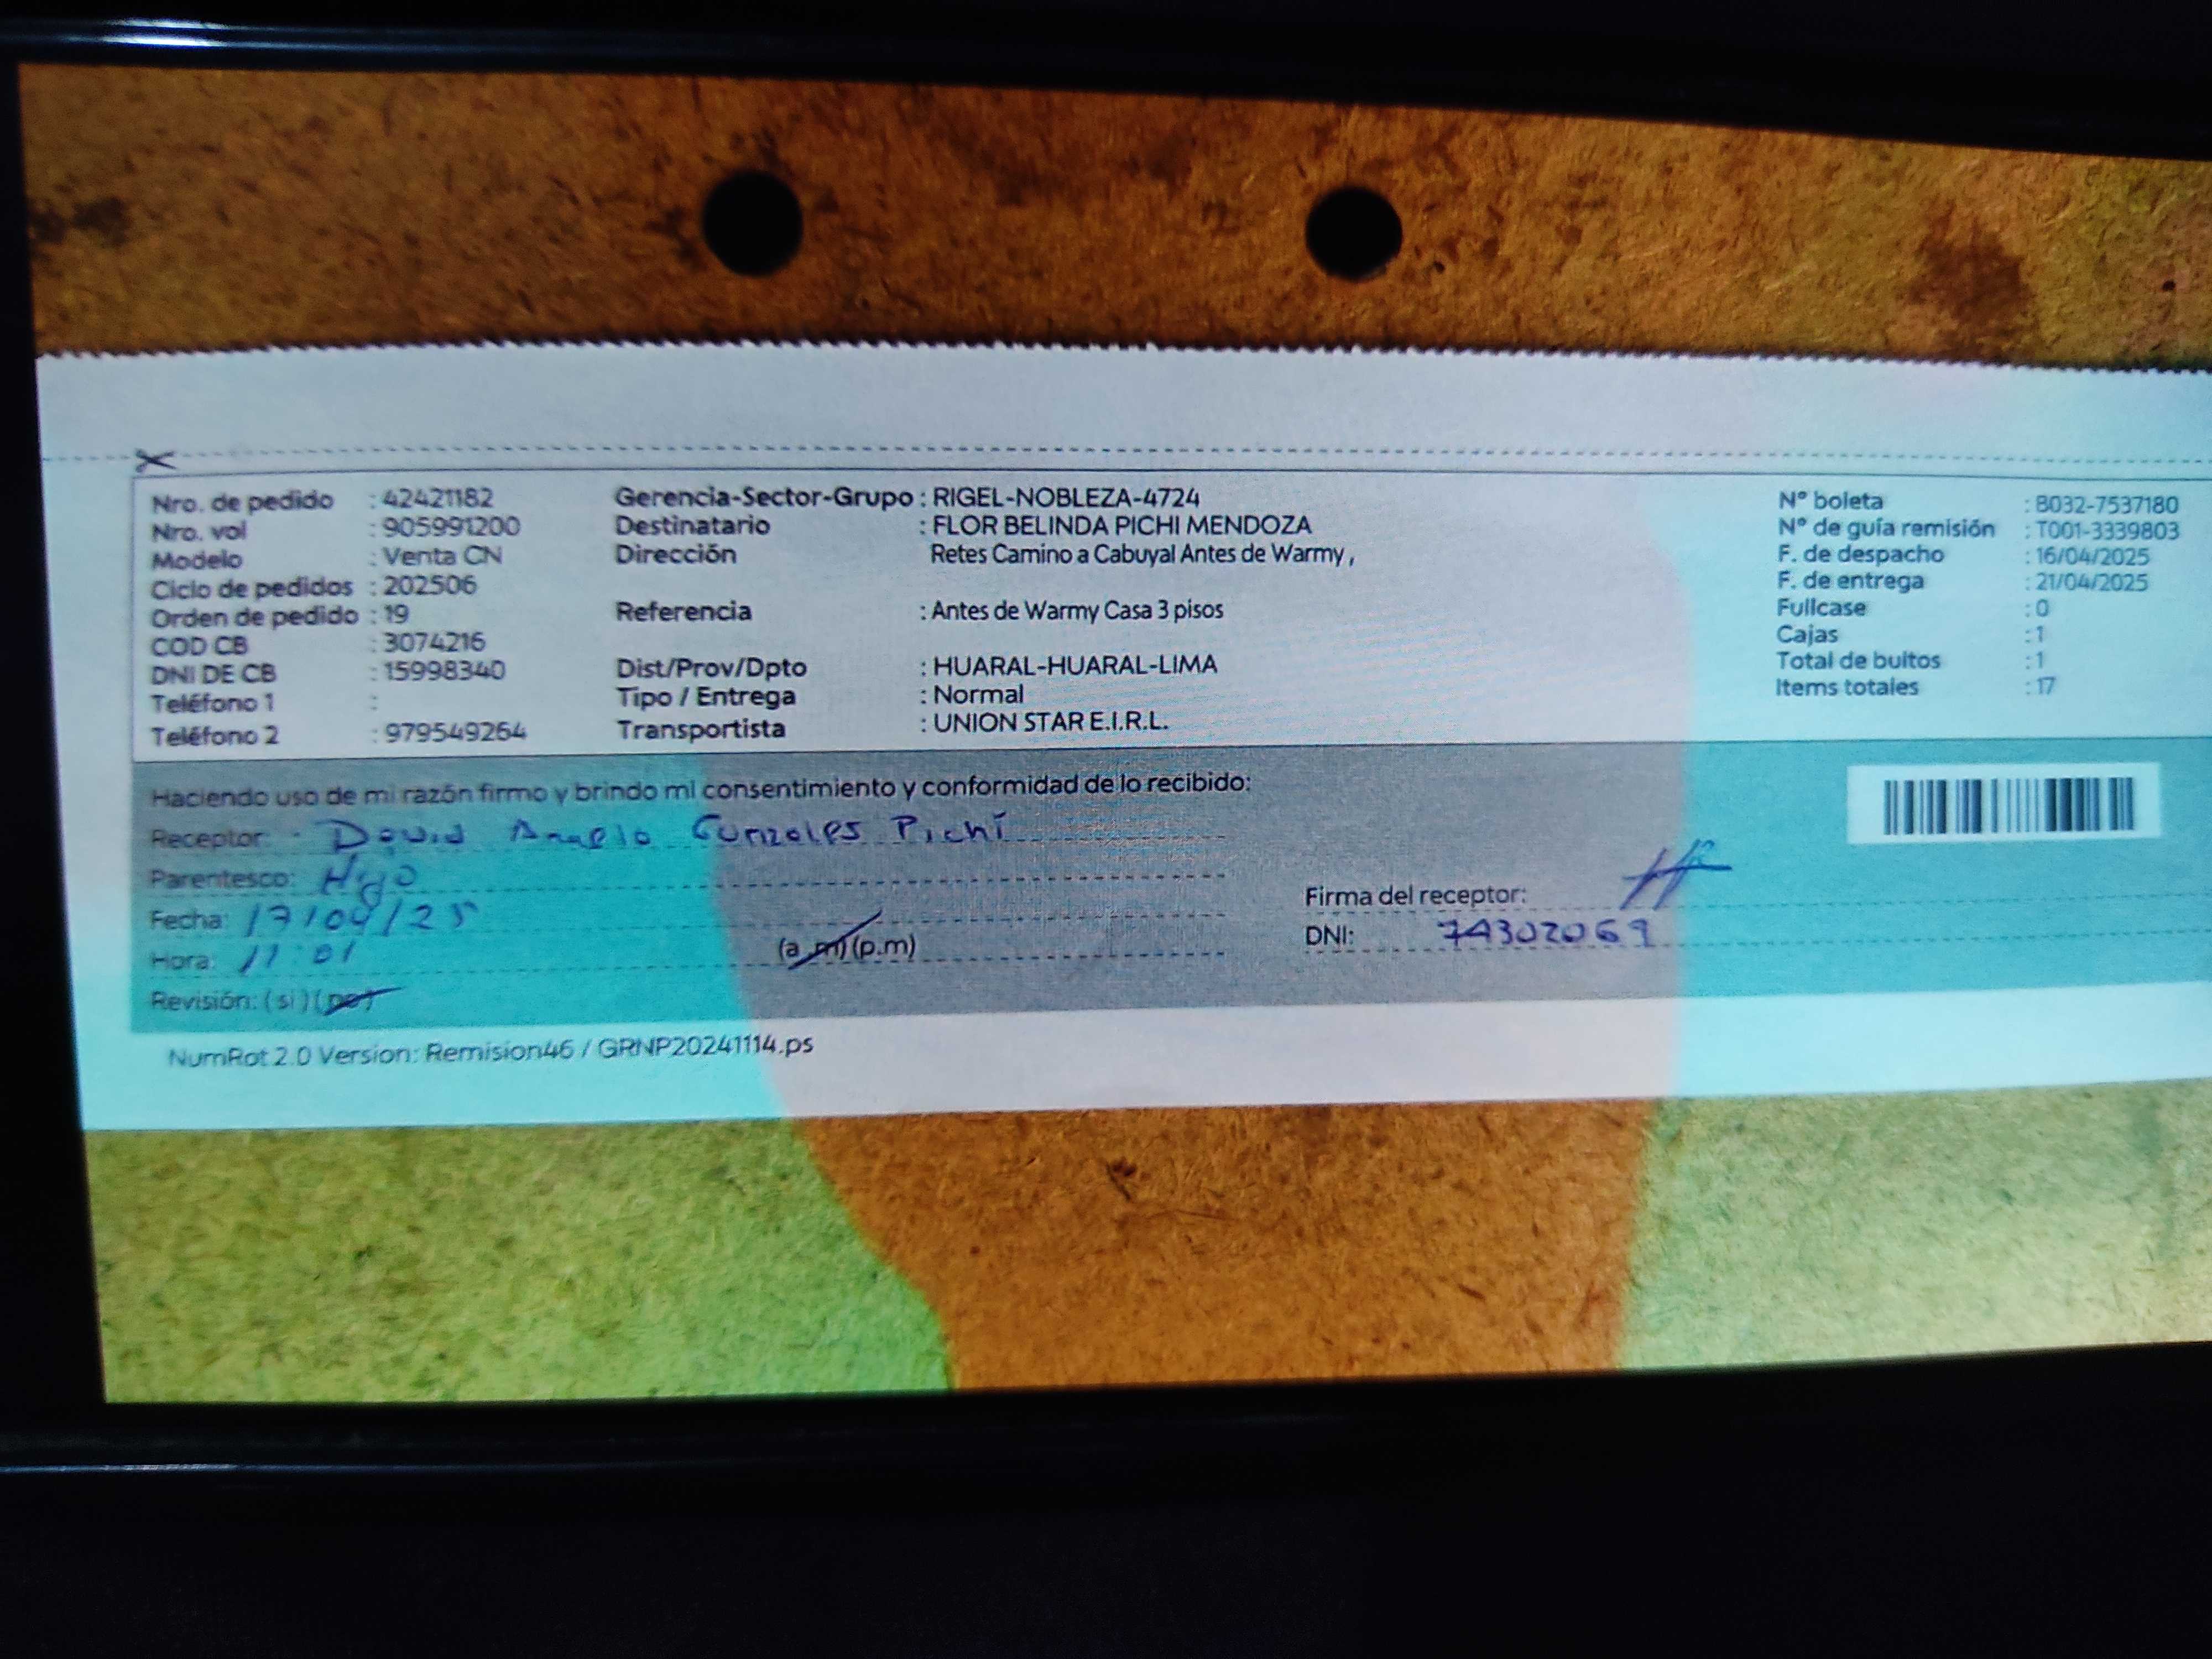 Nro. de pedido : 42421182
Nro. vol : 905991200
Modelo : Venta CN
Ciclo de pedidos : 202506
Orden de pedido : 19
COD CB : 3074216
DNI DE CB : 15998340
Teléfono 1 :
Teléfono 2 : 979549264
Gerencia-Sector-Grupo : RIGEL-NOBLEZA-4724
Destinatario : FLOR BELINDA PICHI MENDOZA
Dirección Retes Camino a Cabuyal Antes de Warmy ,
Referencia : Antes de Warmy Casa 3 pisos
Dist/Prov/Dpto : HUARAL-HUARAL-LIMA
Tipo / Entrega : Normal
Transportista : UNION STAR E.I.R.L.
N° boleta : B032-7537180
N° de guía remisión : T001-3339803
F. de despacho : 16/04/2025
F. de entrega : 21/04/2025
Fullcase : 0
Cajas : 1
Total de bultos : 1
Items totales : 17
Haciendo uso de mi razón firmo y brindo mi consentimiento y conformidad de lo recibido:
Receptor: David Angelo Gonzales Pichi
Parentesco: Hijo
Fecha: 17/04/25
Hora: 11:01 (a.m) (p.m)
Revisión: (si) (no)
Firma del receptor:
DNI: 74302069
NumRot 2.0 Version: Remision46 / GRNP20241114.ps